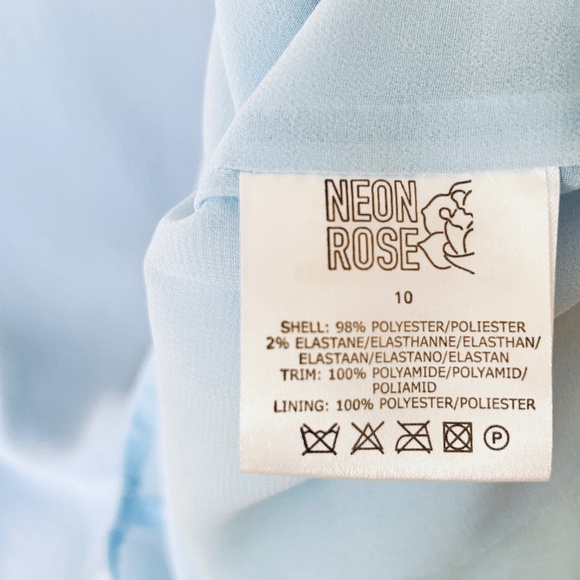 NEON
ROSE
10
SHELL: 98% POLYESTER/POLIESTER
2% ELASTANE/ELASTHANNE/ELASTHAN/
ELASTAAN/ELASTANO/ELASTAN
TRIM: 100% POLYAMIDE/POLYAMID/
POLIAMID
LINING: 100% POLYESTER/POLIESTER
P